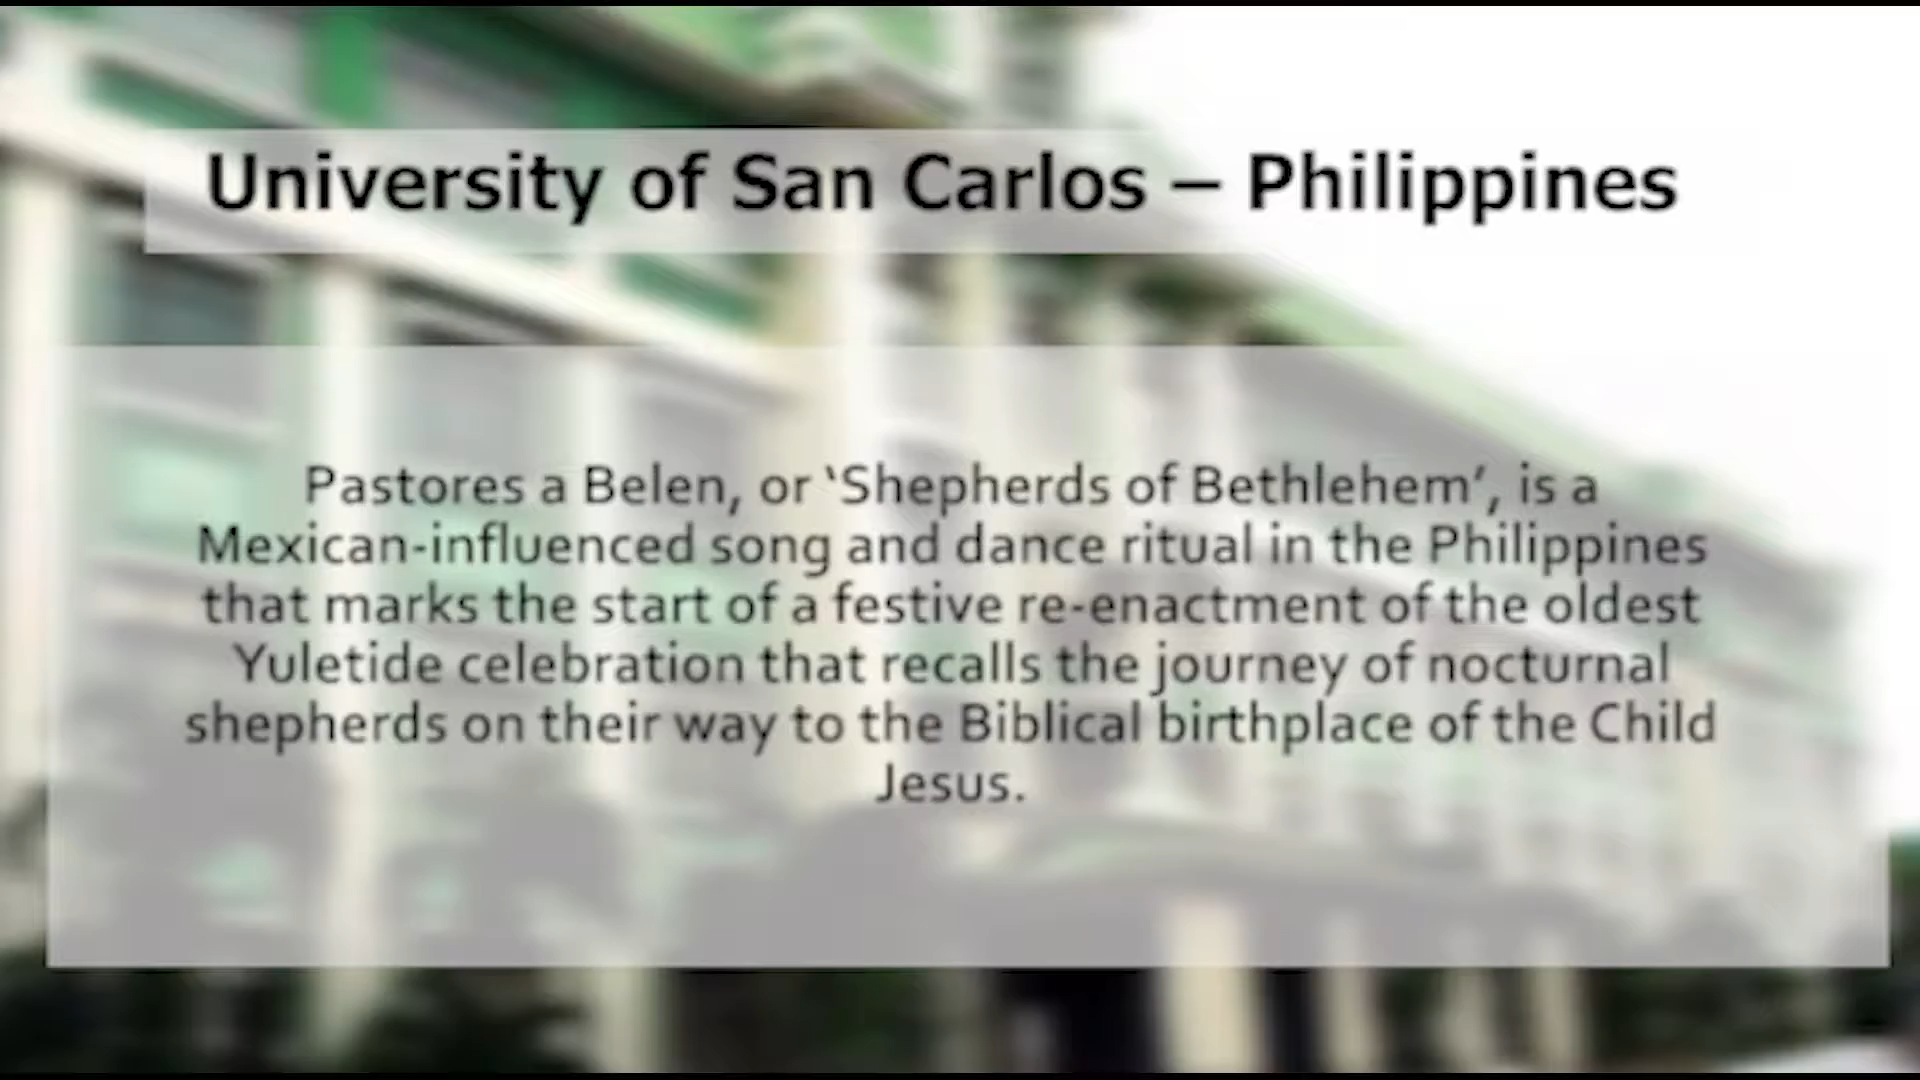 University of San Carlos – Philippines
Pastores a Belen, or ‘Shepherds of Bethlehem’, is a
Mexican-influenced song and dance ritual in the Philippines
that marks the start of a festive re-enactment of the oldest
Yuletide celebration that recalls the journey of nocturnal
shepherds on their way to the Biblical birthplace of the Child
Jesus.